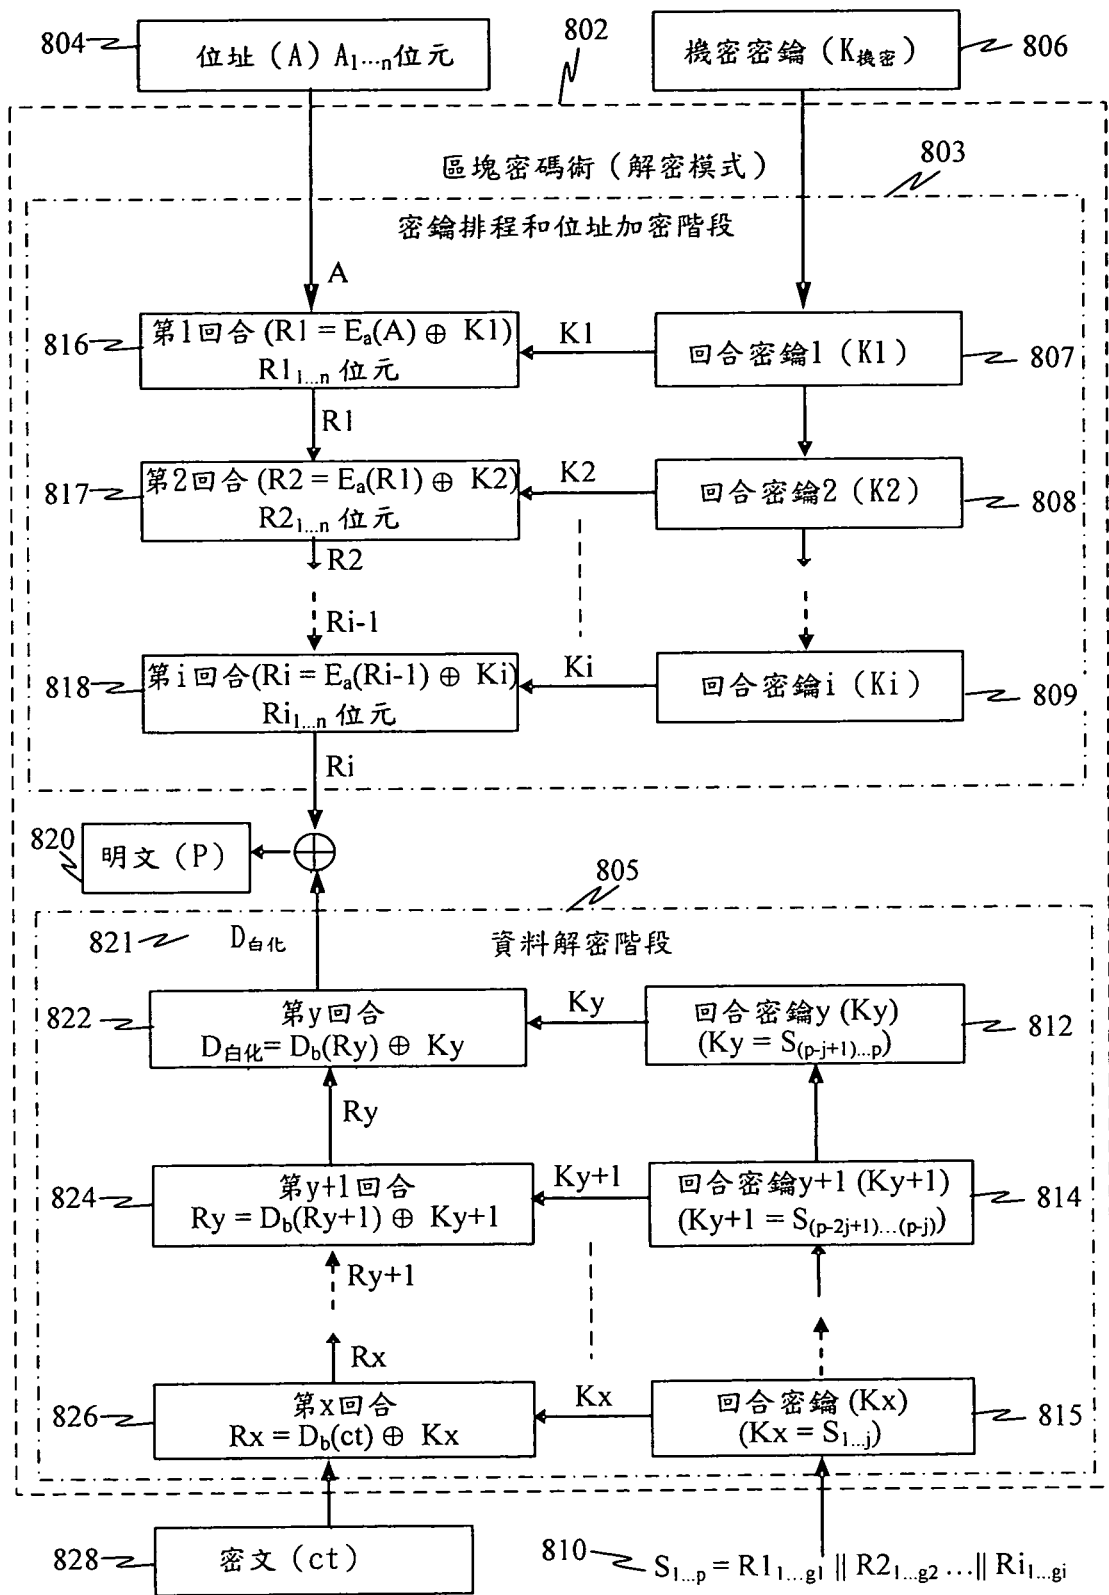 804
位址 (A) A1...n位元
802
機密密鑰 (K機密)
806
區塊密碼術 (解密模式)
803
密鑰排程和位址加密階段
A
816
第1回合 (R1 = Ea(A) ⊕ K1)
R11...n 位元
K1
回合密鑰1 (K1)
807
R1
817
第2回合 (R2 = Ea(R1) ⊕ K2)
R21...n 位元
K2
回合密鑰2 (K2)
808
R2
Ri-1
818
第i回合(Ri = Ea(Ri-1) ⊕ Ki)
Ri1...n 位元
Ki
回合密鑰i (Ki)
809
Ri
820
明文 (P)
805
821
D白化
資料解密階段
822
第y回合
D白化= Db(Ry) ⊕ Ky
Ky
回合密鑰y (Ky)
(Ky = S(p-j+1)...p)
812
Ry
824
第y+1回合
Ry = Db(Ry+1) ⊕ Ky+1
Ky+1
回合密鑰y+1 (Ky+1)
(Ky+1 = S(p-2j+1)...(p-j))
814
Ry+1
Rx
826
第x回合
Rx = Db(ct) ⊕ Kx
Kx
回合密鑰 (Kx)
(Kx = S1...j)
815
828
密文 (ct)
810
S1...p = R11...g1 || R21...g2 ...|| Ri1...gi